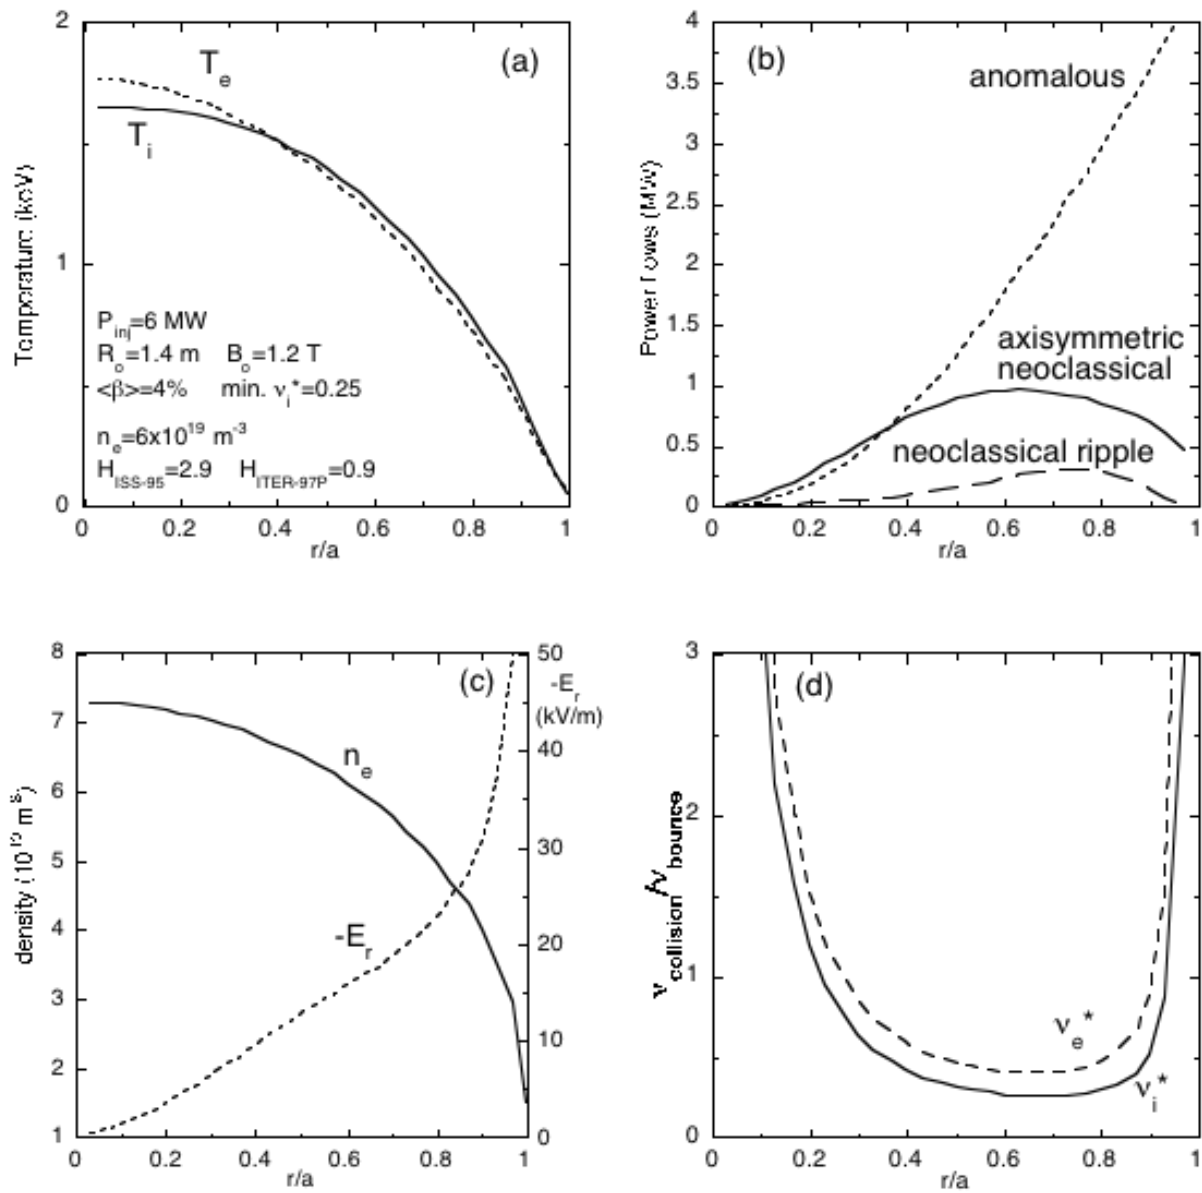 (a)
2
1
0
Temperature (keV)
T_e
T_i
P_inj=6 MW
R_o=1.4 m B_o=1.2 T
<β>=4% min. ν_i*=0.25
n_e=6x10^19 m^-3
H_ISS-95=2.9 H_ITER-97P=0.9
0 0.2 0.4 0.6 0.8 1
r/a
(b)
4
3.5
3
2.5
2
1.5
1
0.5
0
Power flows (MW)
anomalous
axisymmetric
neoclassical
neoclassical ripple
0 0.2 0.4 0.6 0.8 1
r/a
(c)
8
7
6
5
4
3
2
1
density (10^19 m^-3)
n_e
-E_r
50
40
30
20
10
0
-E_r
(kV/m)
0 0.2 0.4 0.6 0.8 1
r/a
(d)
3
2
1
0
ν_collision/ν_bounce
ν_e*
ν_i*
0 0.2 0.4 0.6 0.8 1
r/a